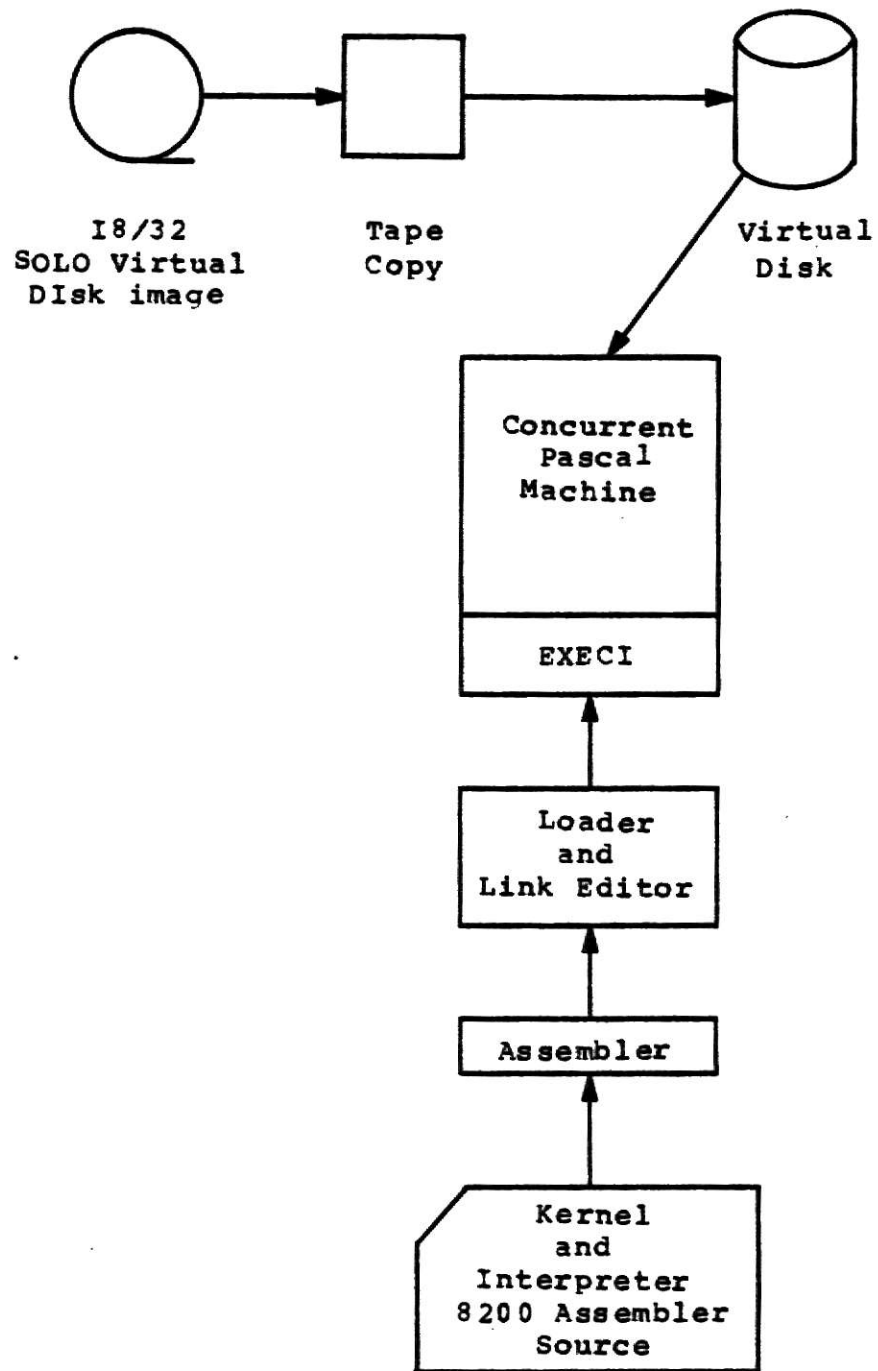 I8/32
SOLO Virtual
DIsk image
Tape
Copy
Virtual
Disk
Concurrent
Pascal
Machine
EXECI
Loader
and
Link Editor
Assembler
Kernel
and
Interpreter
8200 Assembler
Source